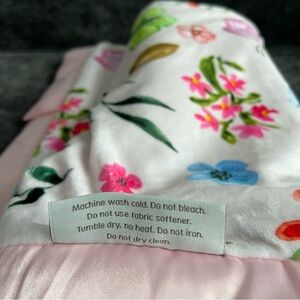 Machine wash cold. Do not bleach.
Do not use fabric softener.
Tumble dry, no heat. Do not iron.
Do not dry clean.